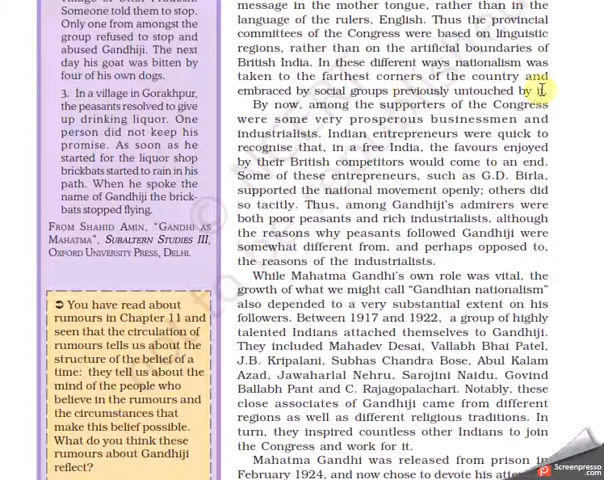 Someone told them to stop.
Only one from amongst the
group refused to stop and
abused Gandhiji. The next
day his goat was bitten by
four of his own dogs.
3. In a village in Gorakhpur,
the peasants resolved to give
up drinking liquor. One
person did not keep his
promise. As soon as he
started for the liquor shop
brickbats started to rain in his
path. When he spoke the
name of Gandhiji the brick-
bats stopped flying.
FROM SHAHID AMIN, "GANDHI AS
MAHATMA", SUBALTERN STUDIES III,
OXFORD UNIVERSITY PRESS, DELHI.
You have read about
rumours in Chapter 11 and
seen that the circulation of
rumours tells us about the
structure of the belief of a
time: they tell us about the
mind of the people who
believe in the rumours and
the circumstances that
make this belief possible.
What do you think these
rumours about Gandhiji
reflect?
message in the mother tongue, rather than in the
language of the rulers, English. Thus the provincial
committees of the Congress were based on linguistic
regions, rather than on the artificial boundaries of
British India. In these different ways nationalism was
taken to the farthest corners of the country and
embraced by social groups previously untouched by it.
By now, among the supporters of the Congress
were some very prosperous businessmen and
industrialists. Indian entrepreneurs were quick to
recognise that, in a free India, the favours enjoyed
by their British competitors would come to an end.
Some of these entrepreneurs, such as G.D. Birla,
supported the national movement openly; others did
so tacitly. Thus, among Gandhiji's admirers were
both poor peasants and rich industrialists, although
the reasons why peasants followed Gandhiji were
somewhat different from, and perhaps opposed to,
the reasons of the industrialists.
While Mahatma Gandhi's own role was vital, the
growth of what we might call "Gandhian nationalism"
also depended to a very substantial extent on his
followers. Between 1917 and 1922, a group of highly
talented Indians attached themselves to Gandhiji.
They included Mahadev Desai, Vallabh Bhai Patel,
J.B. Kripalani, Subhas Chandra Bose, Abul Kalam
Azad, Jawaharlal Nehru, Sarojini Naidu, Govind
Ballabh Pant and C. Rajagopalachari. Notably, these
close associates of Gandhiji came from different
regions as well as different religious traditions. In
turn, they inspired countless other Indians to join
the Congress and work for it.
Mahatma Gandhi was released from prison in
February 1924, and now chose to devote his
Screenpresso